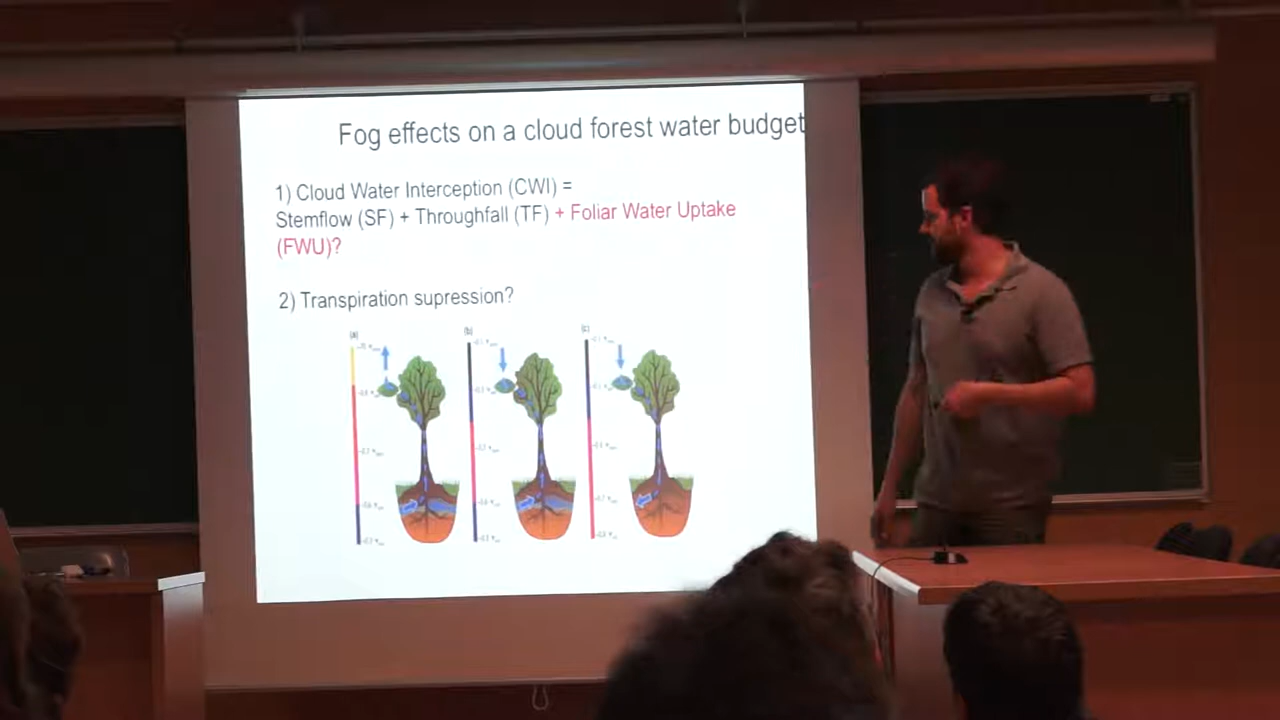 Fog effects on a cloud forest water budget
1) Cloud Water Interception (CWI) =
Stemflow (SF) + Throughfall (TF) + Foliar Water Uptake
(FWU)?
2) Transpiration supression?
(a)
(b)
(c)